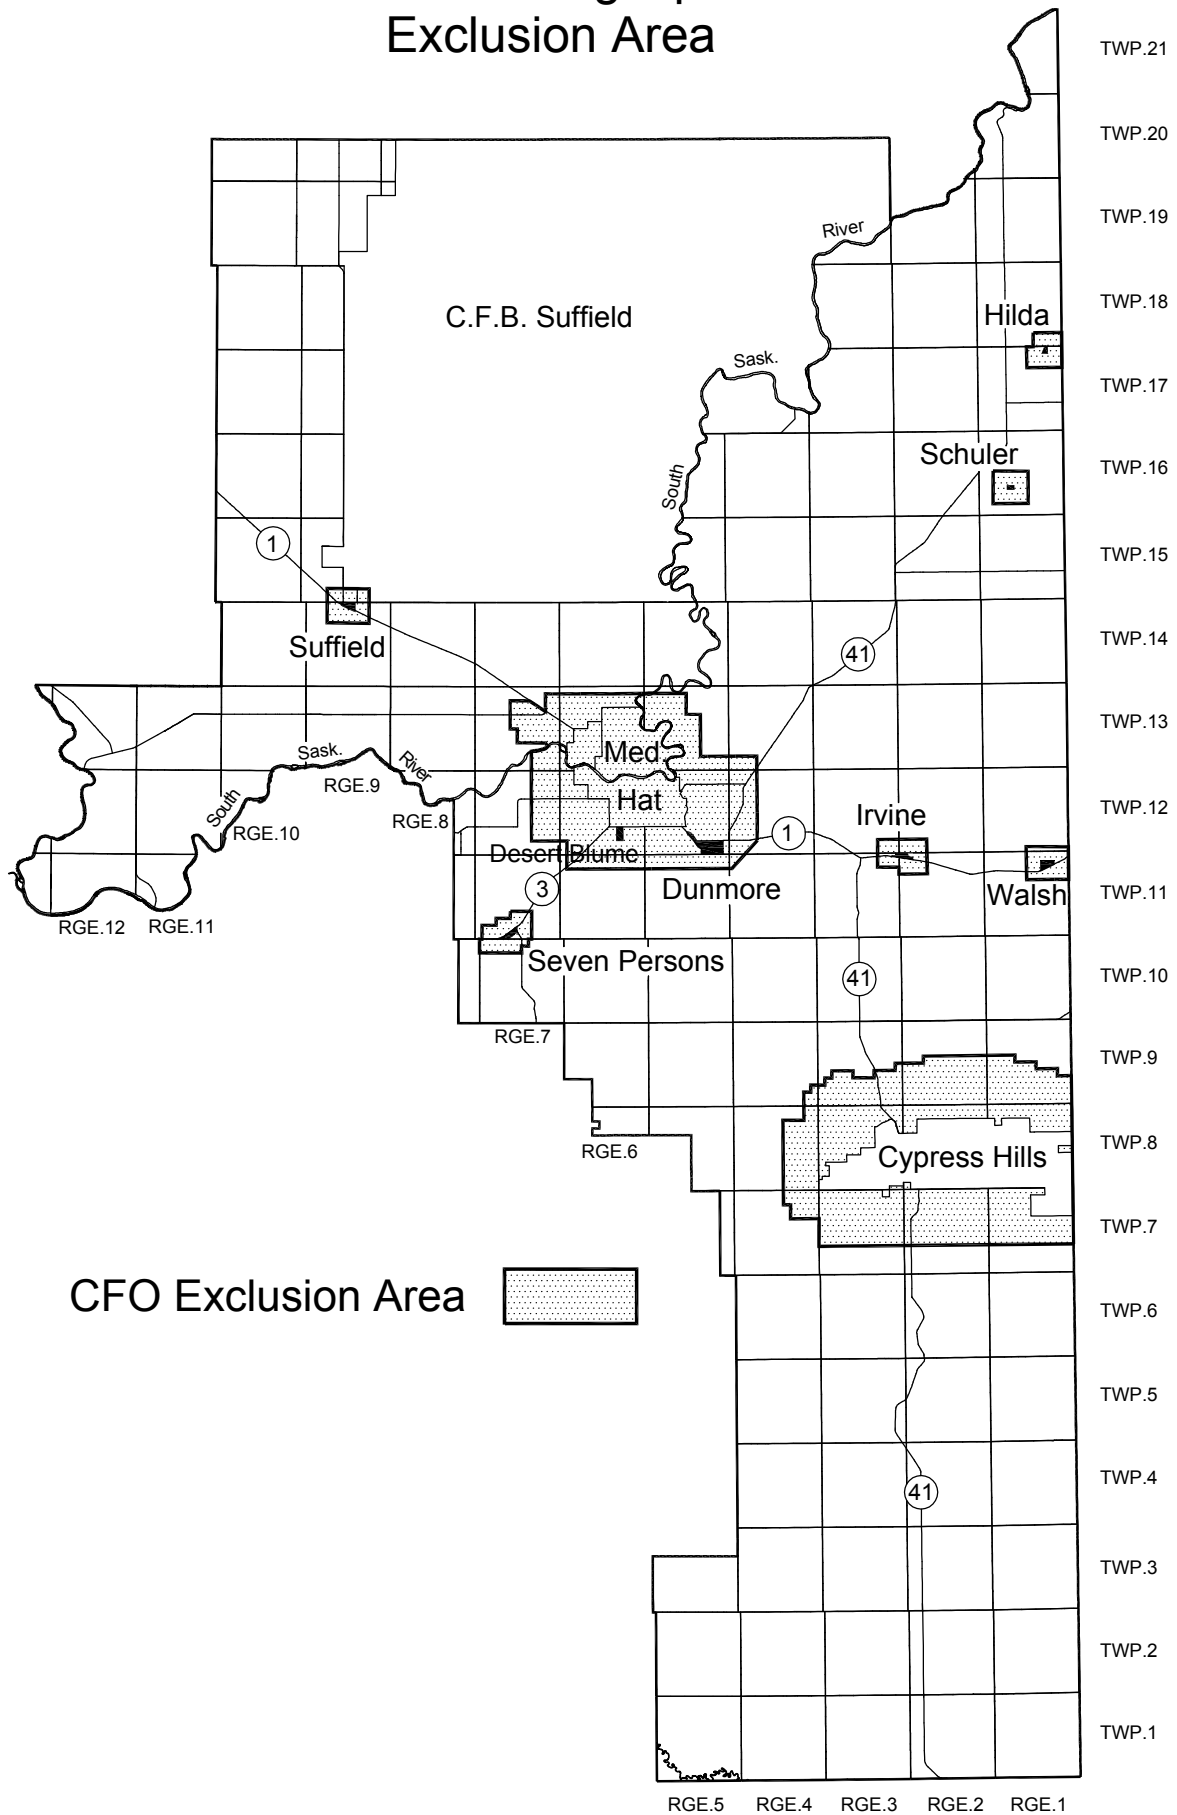 Exclusion Area
TWP.21
TWP.20
TWP.19
River
TWP.18
C.F.B. Suffield
Hilda
Sask.
TWP.17
Schuler
TWP.16
South
1
TWP.15
Suffield
TWP.14
41
TWP.13
Sask.
River
Med
RGE.9
South
Hat
RGE.8
TWP.12
Irvine
RGE.10
1
Desert Blume
3
Dunmore
Walsh
TWP.11
RGE.12
RGE.11
Seven Persons
41
TWP.10
RGE.7
TWP.9
RGE.6
Cypress Hills
TWP.8
TWP.7
CFO Exclusion Area
TWP.6
TWP.5
TWP.4
41
TWP.3
TWP.2
TWP.1
RGE.5
RGE.4
RGE.3
RGE.2
RGE.1